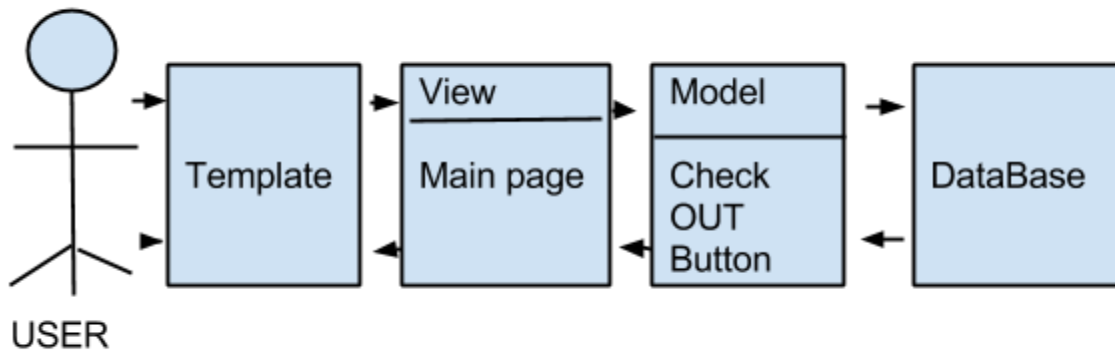 Template
View
Main page
Model
Check
OUT
Button
DataBase
USER